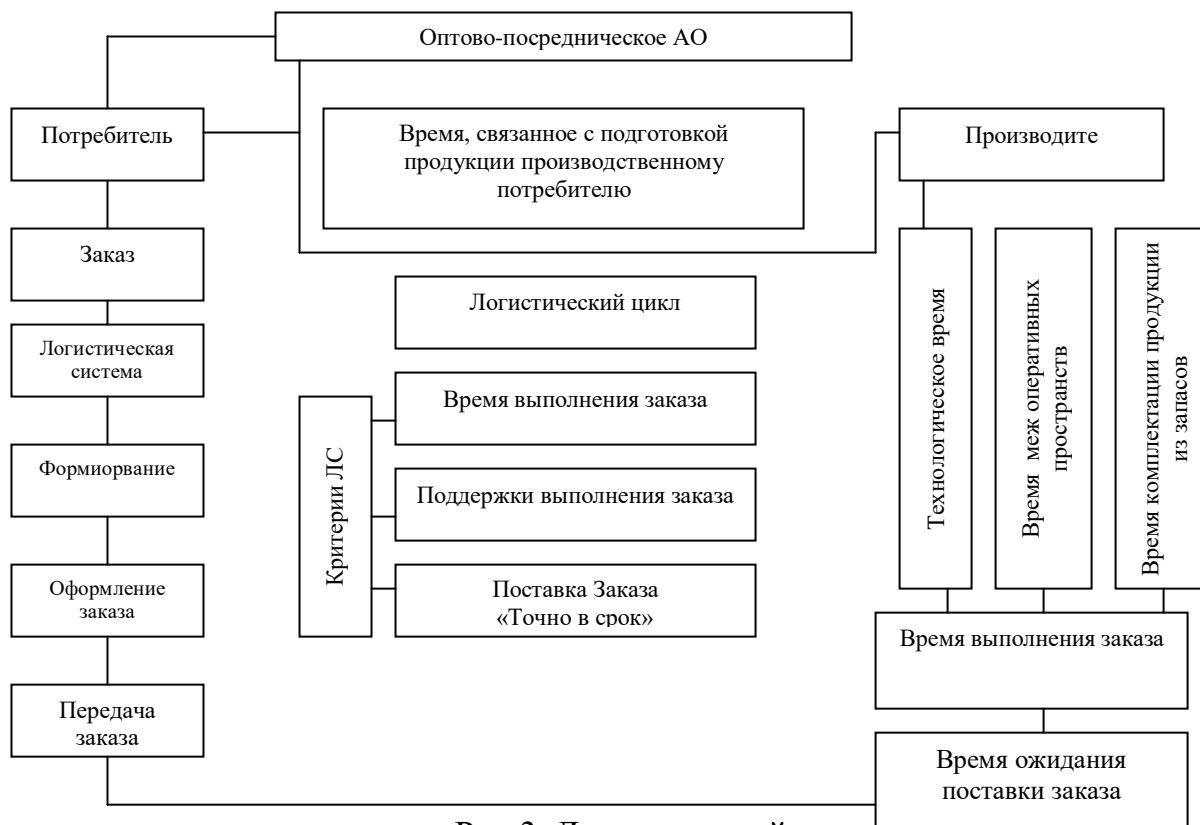 Оптово-посредническое АО
Потребитель
Время, связанное с подготовкой
продукции производственному
потребителю
Производите
Заказ
Логистическая
система
Формиорвание
Оформление
заказа
Передача
заказа
Логистический цикл
Критерии ЛС
Время выполнения заказа
Поддержки выполнения заказа
Поставка Заказа
«Точно в срок»
Технологическое время
Время меж оперативных
пространств
Время комплектации продукции
из запасов
Время выполнения заказа
Время ожидания
поставки заказа